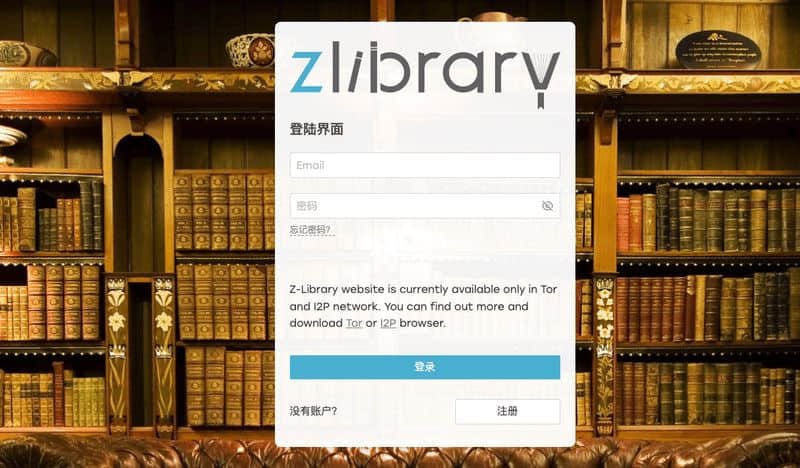 zlibrary
登陆界面
Email
密码
忘记密码?
Z-Library website is currently available only in Tor
and I2P network. You can find out more and
download Tor or I2P browser.
登录
没有账户?
注册